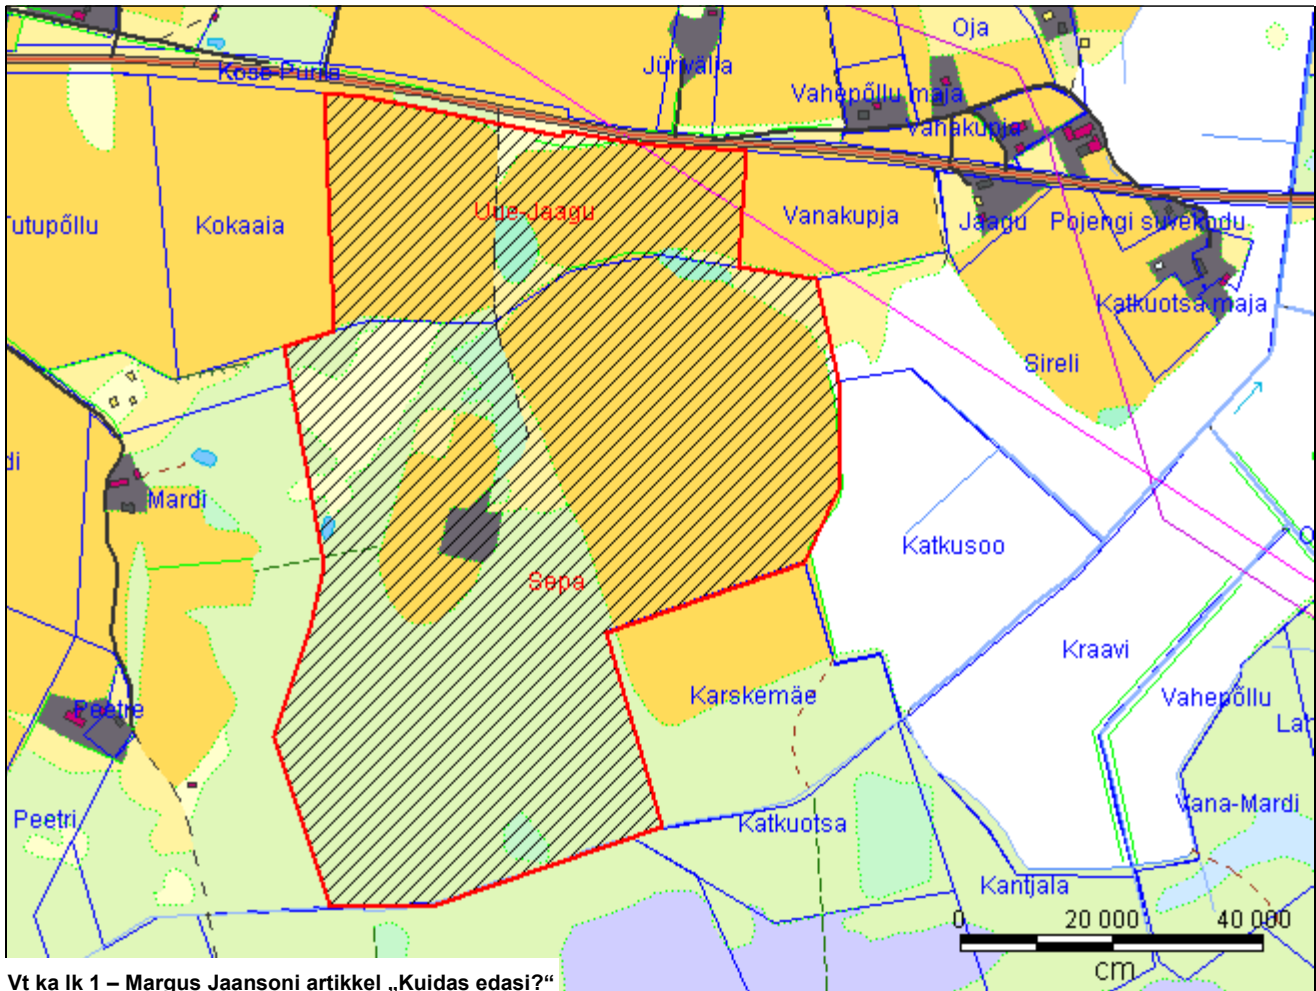 Oja
Kose-Purila
Jürivälja
Vahepõllu maja
Vanakupja
Tutupõllu
Kokaaia
Uue-Jaagu
Vanakupja
Jaagu
Pojengi suvekodu
Katkuotsa maja
Sireli
di
Mardi
Katkusoo
Sepa
Kraavi
Karskemäe
Vahepõllu
Peetre
Peetri
Katkuotsa
Vana-Mardi
Kantjala
0 20 000 40 000
cm
Vt ka lk 1 – Margus Jaansoni artikkel „Kuidas edasi?“